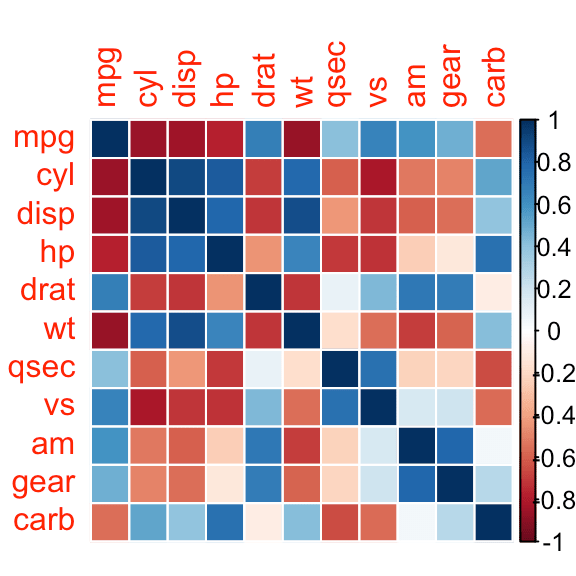 mpg cyl disp hp drat wt qsec vs am gear carb
mpg
cyl
disp
hp
drat
wt
qsec
vs
am
gear
carb
1
0.8
0.6
0.4
0.2
0
-0.2
-0.4
-0.6
-0.8
-1